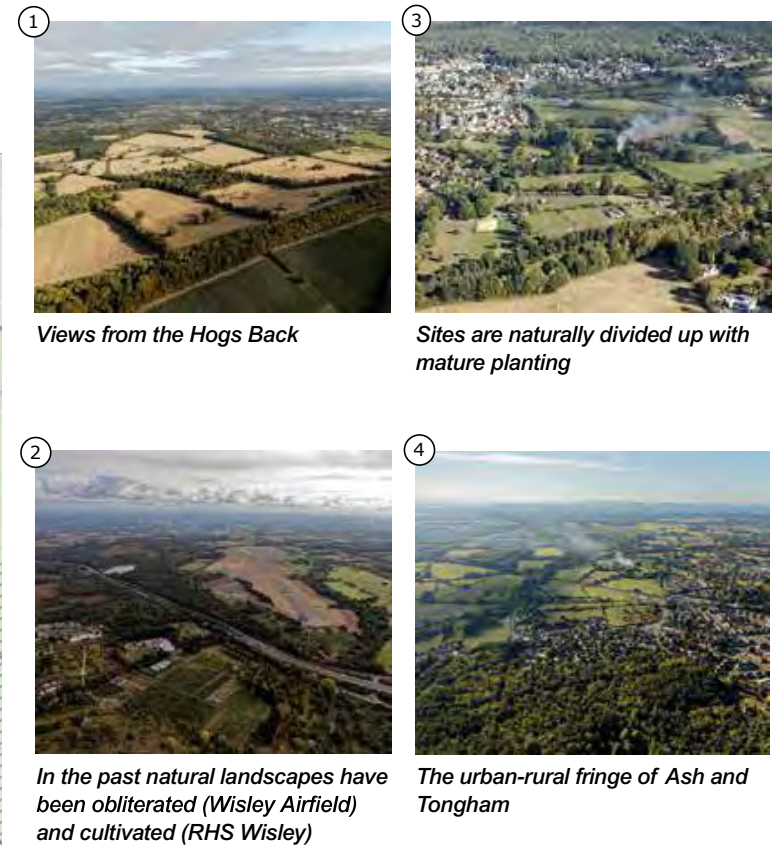 1
Views from the Hogs Back
2
In the past natural landscapes have
been obliterated (Wisley Airfield)
and cultivated (RHS Wisley)
3
Sites are naturally divided up with
mature planting
4
The urban-rural fringe of Ash and
Tongham